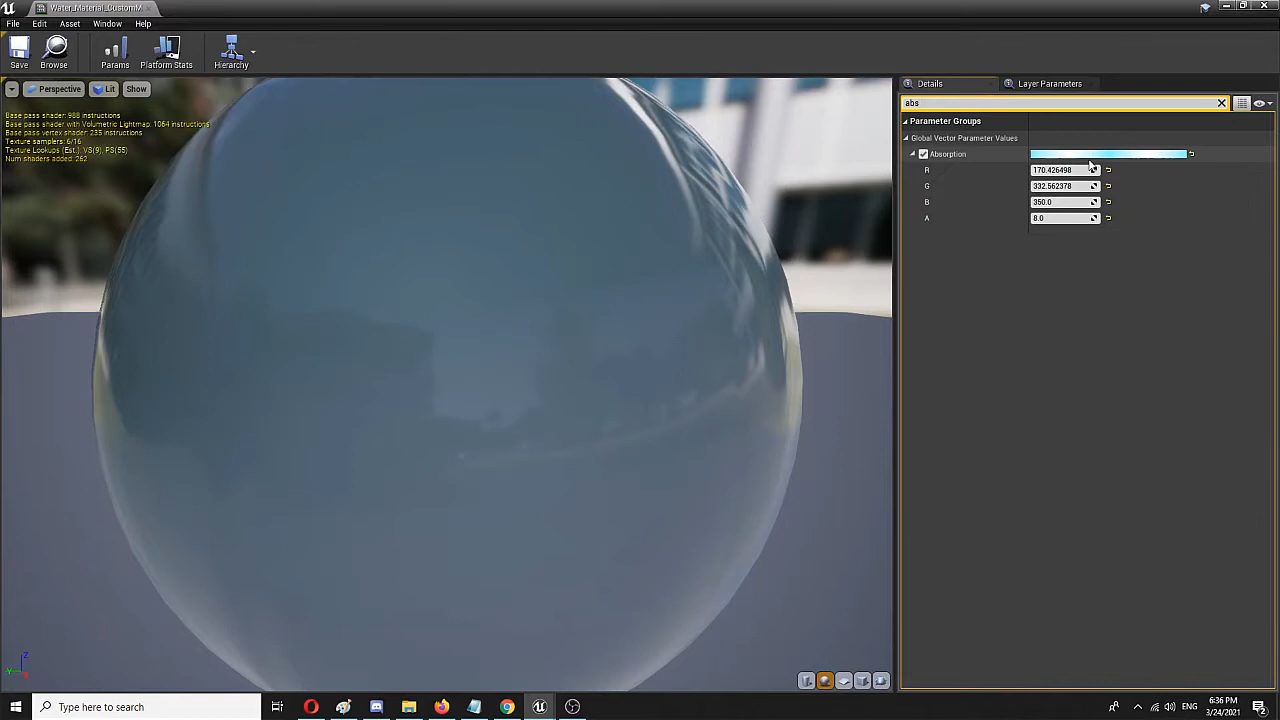 Water_Material_CustomM
File Edit Asset Window Help
Save Browse Params Platform Stats Hierarchy
Perspective Lit Show
Base pass shader: 988 instructions
Base pass shader with Volumetric Lightmap: 1064 instructions
Base pass vertex shader: 235 instructions
Texture samplers: 6/16
Texture Lookups (Est.): VS(9), PS(55)
Num shaders added: 262
Details Layer Parameters
abs
Parameter Groups
Global Vector Parameter Values
Absorption
R 170.426498
G 332.562378
B 350.0
A 8.0
Z
Y
Type here to search
ENG
6:36 PM
3/24/2021
2